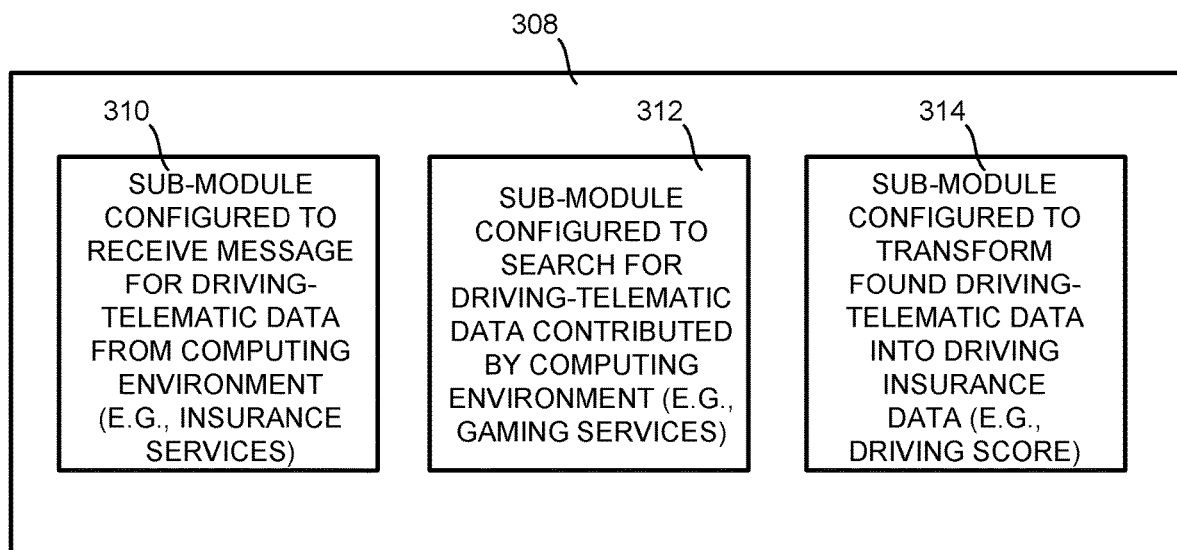 308
310
SUB-MODULE
CONFIGURED TO
RECEIVE MESSAGE
FOR DRIVING-
TELEMATIC DATA
FROM COMPUTING
ENVIRONMENT
(E.G., INSURANCE
SERVICES)
312
SUB-MODULE
CONFIGURED TO
SEARCH FOR
DRIVING-TELEMATIC
DATA CONTRIBUTED
BY COMPUTING
ENVIRONMENT (E.G.,
GAMING SERVICES)
314
SUB-MODULE
CONFIGURED TO
TRANSFORM
FOUND DRIVING-
TELEMATIC DATA
INTO DRIVING
INSURANCE
DATA (E.G.,
DRIVING SCORE)